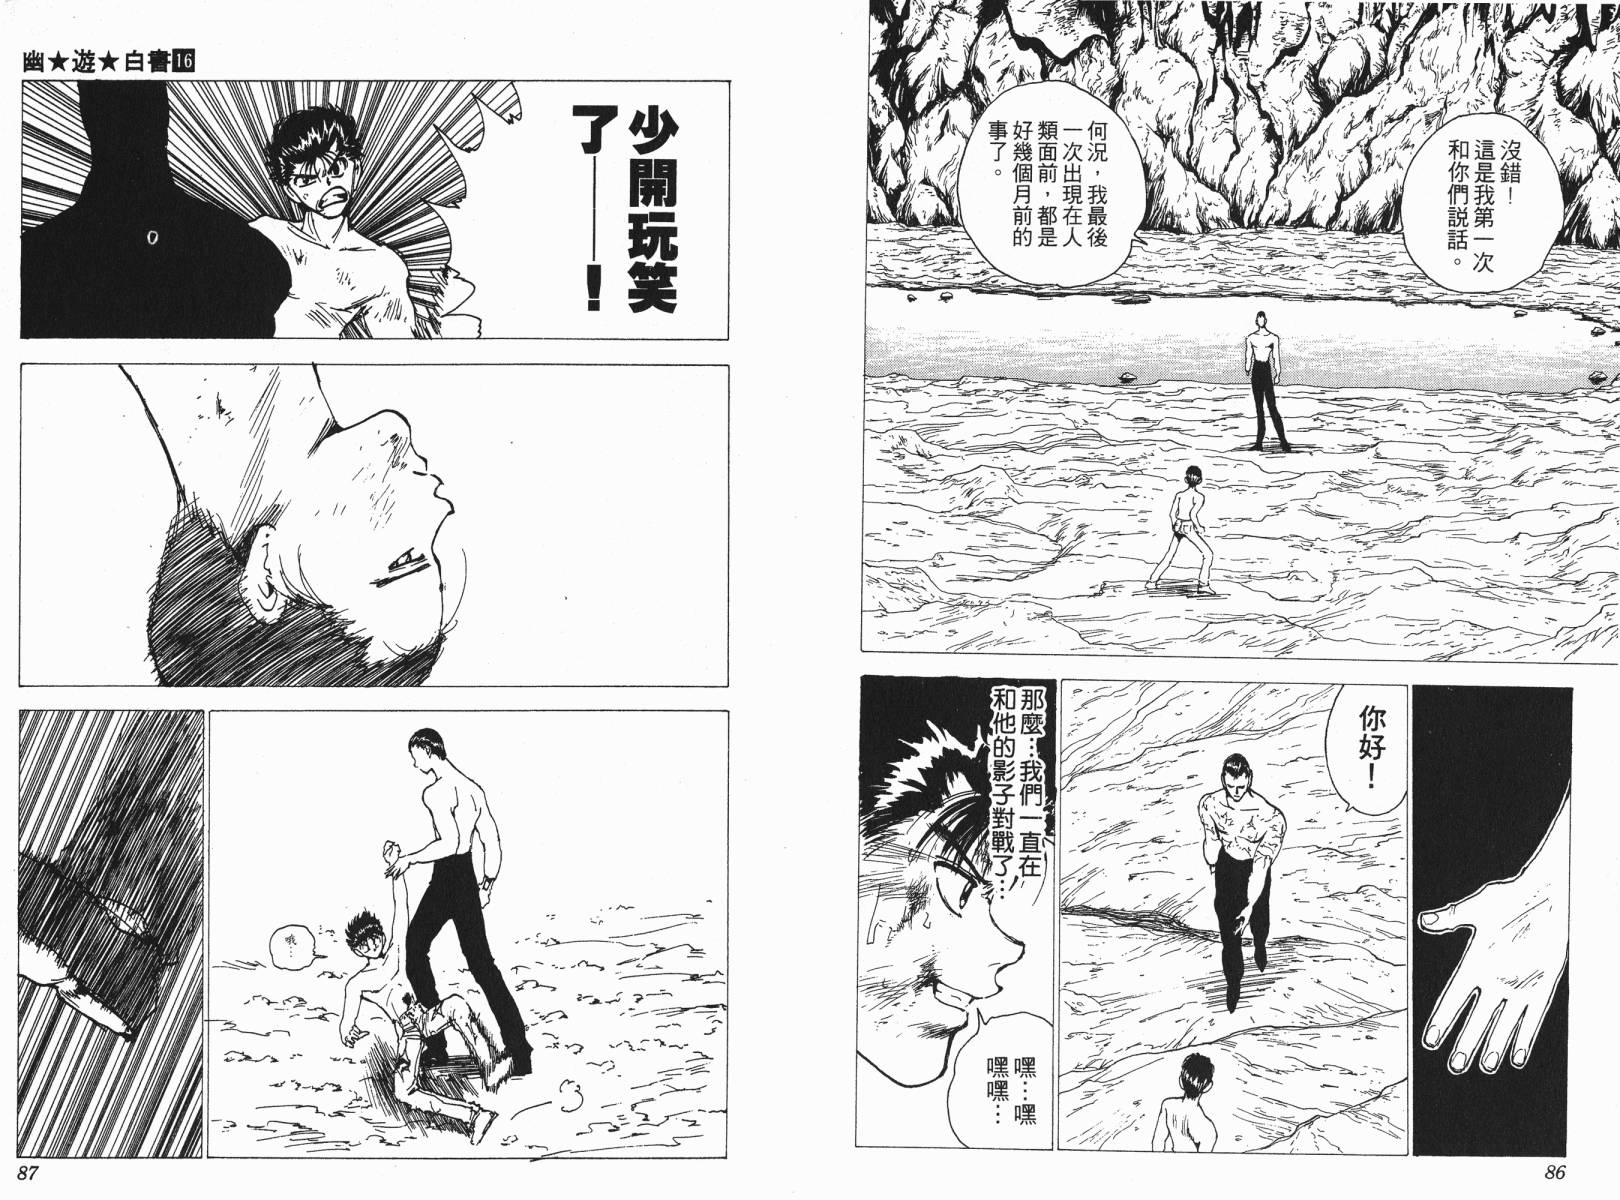 沒錯！
這是我第一次
和你們說話。
何況，我最後
一次出現在人
類面前，都是
好幾個月前的
事了。
你好！
那麼…我們一直在
和他的影子對戰了…！
嘿…嘿
嘿嘿…
86
幽★遊★白書16
少開玩笑
了——！
87